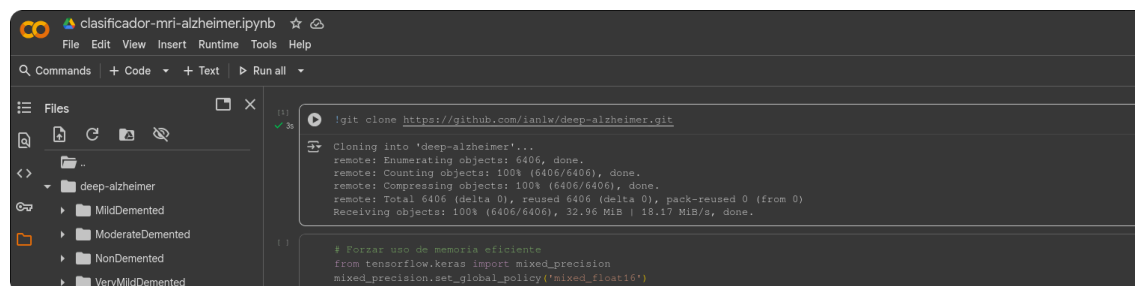 clasificador-mri-alzheimer.ipynb
File Edit View Insert Runtime Tools Help
Commands + Code + Text Run all
Files
..
deep-alzheimer
MildDemented
ModerateDemented
NonDemented
VeryMildDemented
[1]
3s
!git clone https://github.com/ianlw/deep-alzheimer.git
Cloning into 'deep-alzheimer'...
remote: Enumerating objects: 6406, done.
remote: Counting objects: 100% (6406/6406), done.
remote: Compressing objects: 100% (6406/6406), done.
remote: Total 6406 (delta 0), reused 6406 (delta 0), pack-reused 0 (from 0)
Receiving objects: 100% (6406/6406), 32.96 MiB | 18.17 MiB/s, done.
[ ]
# Forzar uso de memoria eficiente
from tensorflow.keras import mixed_precision
mixed_precision.set_global_policy('mixed_float16')